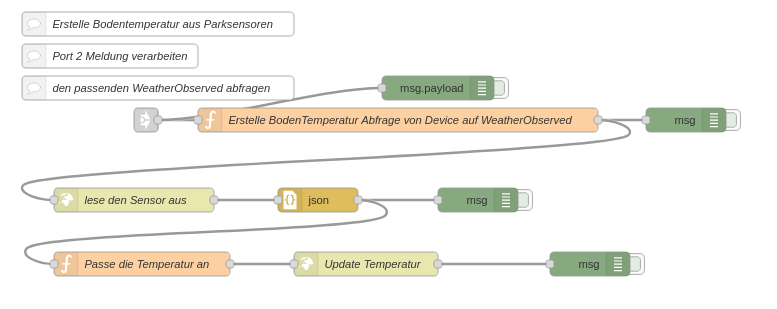 Erstelle Bodentemperatur aus Parksensoren
Port 2 Meldung verarbeiten
den passenden WeatherObserved abfragen
msg.payload
Erstelle BodenTemperatur Abfrage von Device auf WeatherObserved
msg
lese den Sensor aus
json
msg
Passe die Temperatur an
Update Temperatur
msg